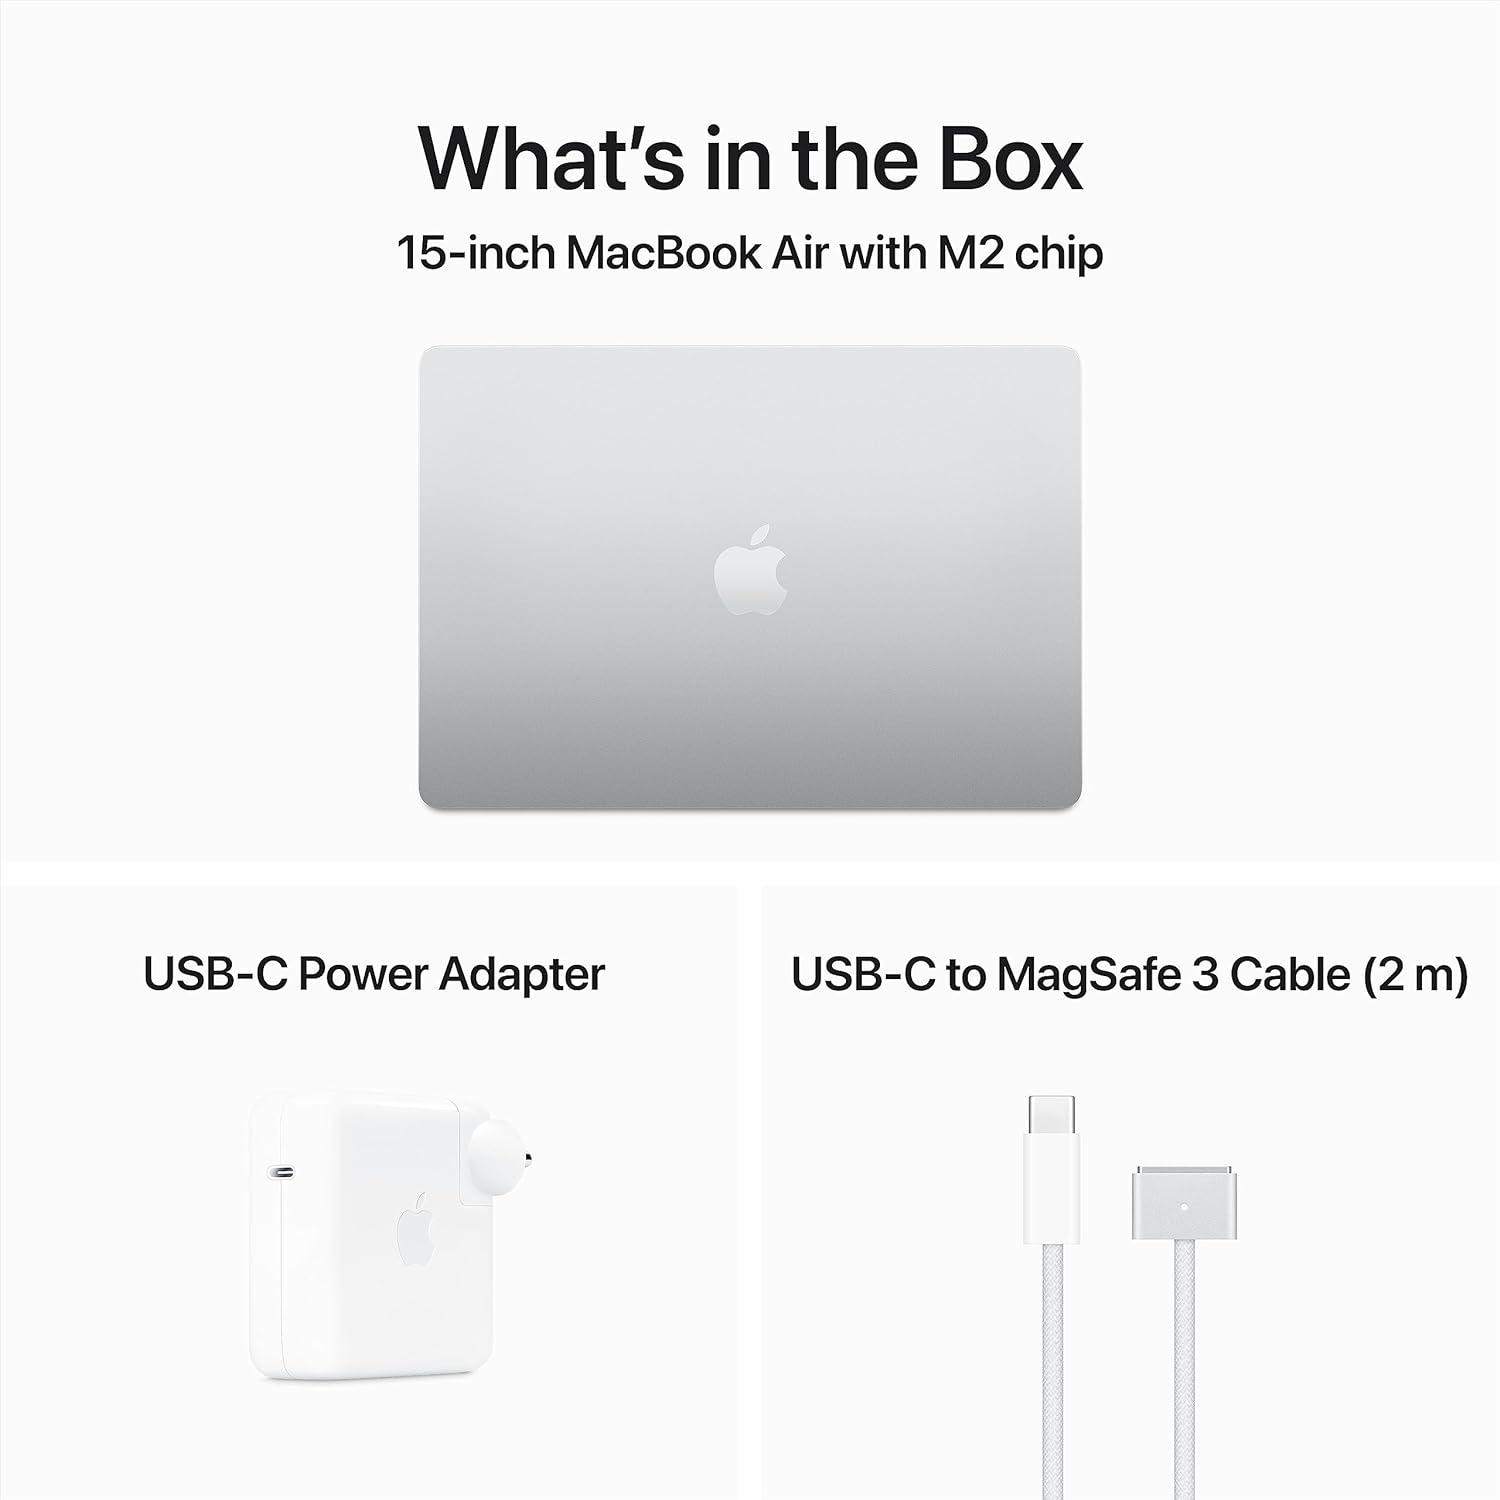 What's in the Box
15-inch MacBook Air with M2 chip
USB-C Power Adapter
USB-C to MagSafe 3 Cable (2 m)